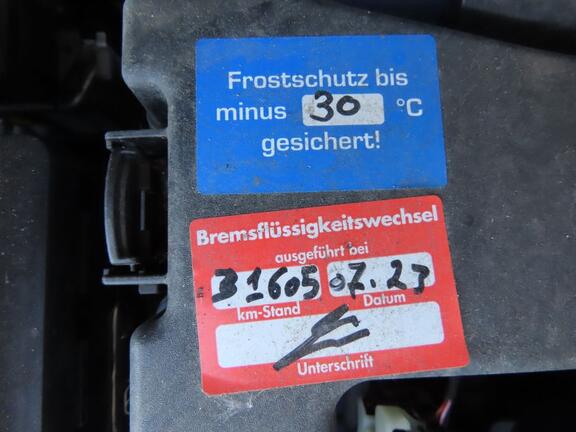 Frostschutz bis
minus 30 °C
gesichert!
Bremsflüssigkeitswechsel
ausgeführt bei
31605 07.23
km-Stand Datum
Unterschrift